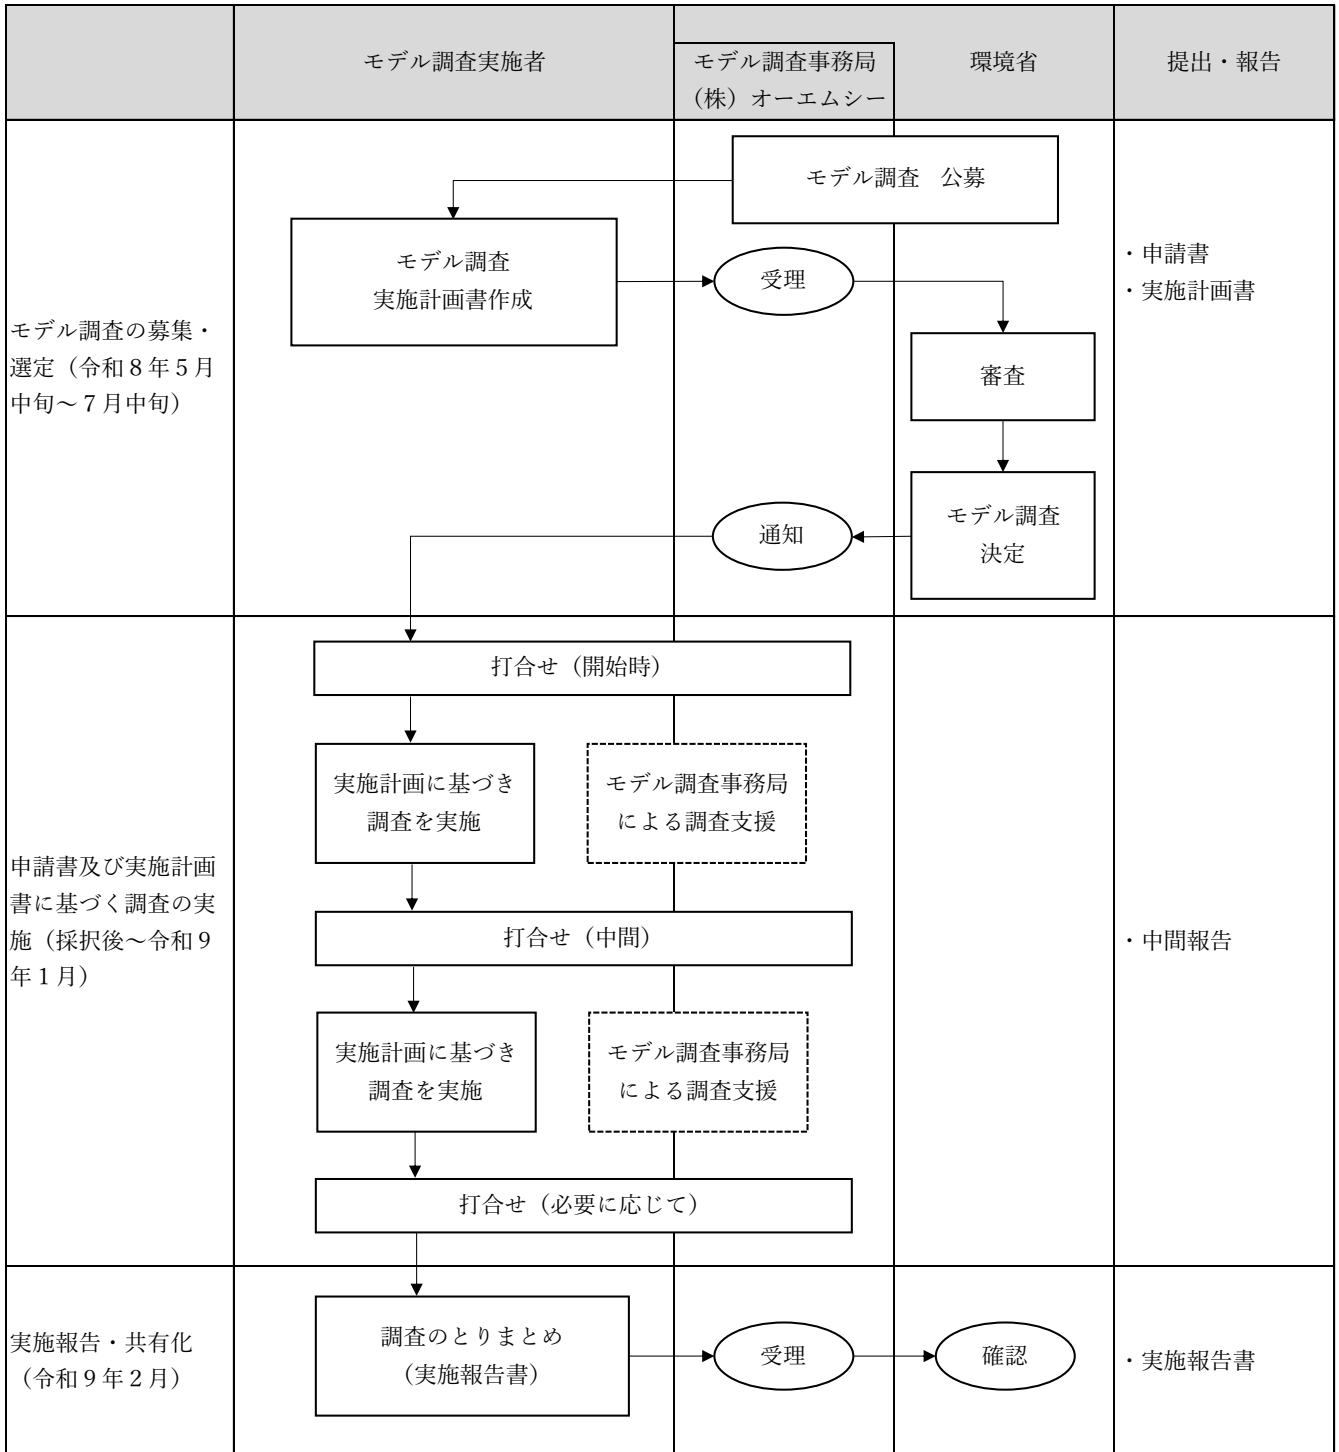 モデル調査実施者
モデル調査事務局
（株）オーエムシー
環境省
提出・報告
モデル調査の募集・
選定（令和８年５月
中旬～７月中旬）
モデル調査　公募
モデル調査
実施計画書作成
受理
審査
モデル調査
決定
通知
・申請書
・実施計画書
申請書及び実施計画
書に基づく調査の実
施（採択後～令和９
年１月）
打合せ（開始時）
実施計画に基づき
調査を実施
モデル調査事務局
による調査支援
打合せ（中間）
実施計画に基づき
調査を実施
モデル調査事務局
による調査支援
打合せ（必要に応じて）
・中間報告
実施報告・共有化
（令和９年２月）
調査のとりまとめ
（実施報告書）
受理
確認
・実施報告書